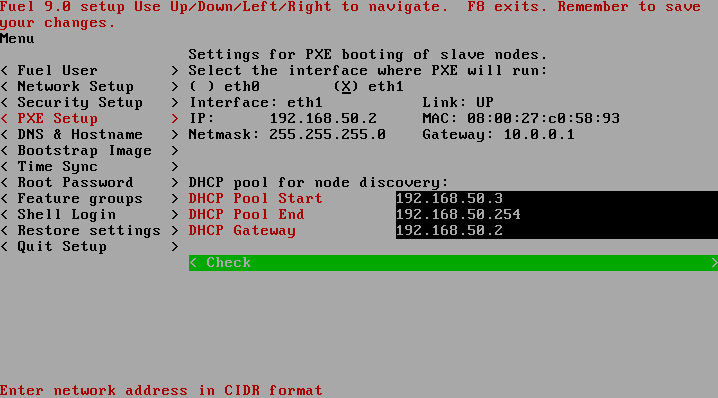 Fuel 9.0 setup Use Up/Down/Left/Right to navigate.  F8 exits. Remember to save
your changes.
Menu
Settings for PXE booting of slave nodes.
< Fuel User        > Select the interface where PXE will run:
< Network Setup    > ( ) eth0        (X) eth1
< Security Setup   > Interface: eth1           Link: UP
< PXE Setup        > IP:      192.168.50.2     MAC: 08:00:27:c0:58:93
< DNS & Hostname   > Netmask: 255.255.255.0    Gateway: 10.0.0.1
< Bootstrap Image  >
< Time Sync        >
< Root Password    > DHCP pool for node discovery:
< Feature groups   > DHCP Pool Start        192.168.50.3
< Shell Login      > DHCP Pool End          192.168.50.254
< Restore settings > DHCP Gateway           192.168.50.2
< Quit Setup       >
< Check >
Enter network address in CIDR format